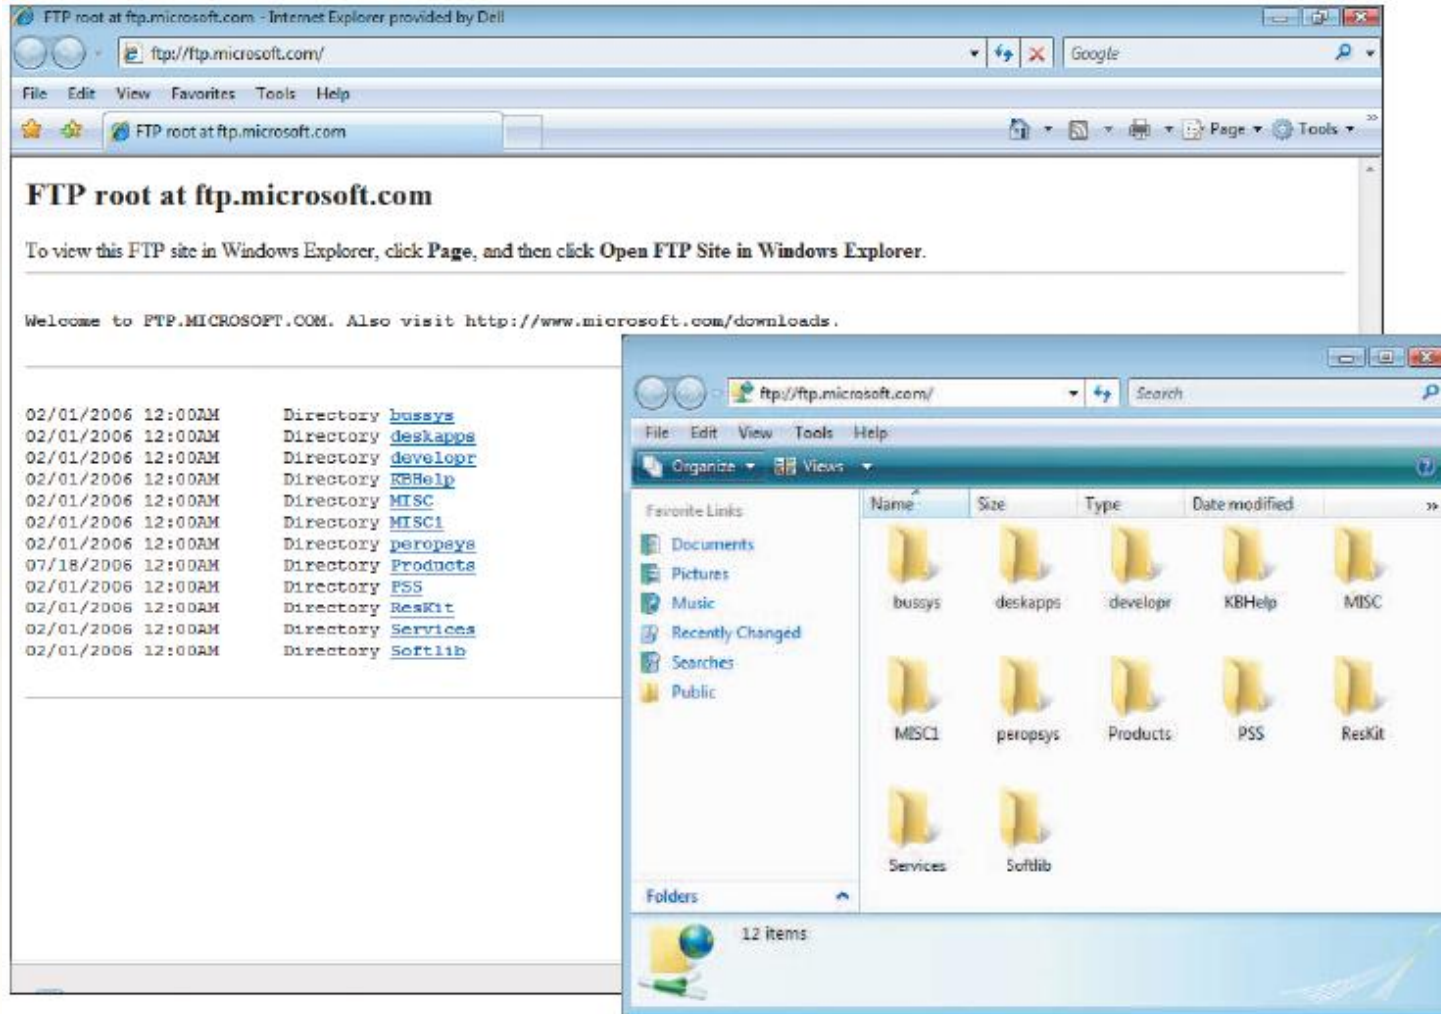 FTP root at ftp.microsoft.com - Internet Explorer provided by Dell
ftp://ftp.microsoft.com/
Google
File Edit View Favorites Tools Help
FTP root at ftp.microsoft.com
Page Tools
FTP root at ftp.microsoft.com
To view this FTP site in Windows Explorer, click Page, and then click Open FTP Site in Windows Explorer.
Welcome to FTP.MICROSOFT.COM. Also visit http://www.microsoft.com/downloads.
02/01/2006 12:00AM Directory bussys
02/01/2006 12:00AM Directory deskapps
02/01/2006 12:00AM Directory developr
02/01/2006 12:00AM Directory KBHelp
02/01/2006 12:00AM Directory MISC
02/01/2006 12:00AM Directory MISC1
02/01/2006 12:00AM Directory peropsys
07/18/2006 12:00AM Directory Products
02/01/2006 12:00AM Directory PSS
02/01/2006 12:00AM Directory ResKit
02/01/2006 12:00AM Directory Services
02/01/2006 12:00AM Directory Softlib
ftp://ftp.microsoft.com/
Search
File Edit View Tools Help
Organize Views
Favorite Links
Documents
Pictures
Music
Recently Changed
Searches
Public
Folders
Name Size Type Date modified
bussys deskapps developr KBHelp MISC
MISC1 peropsys Products PSS ResKit
Services Softlib
12 items